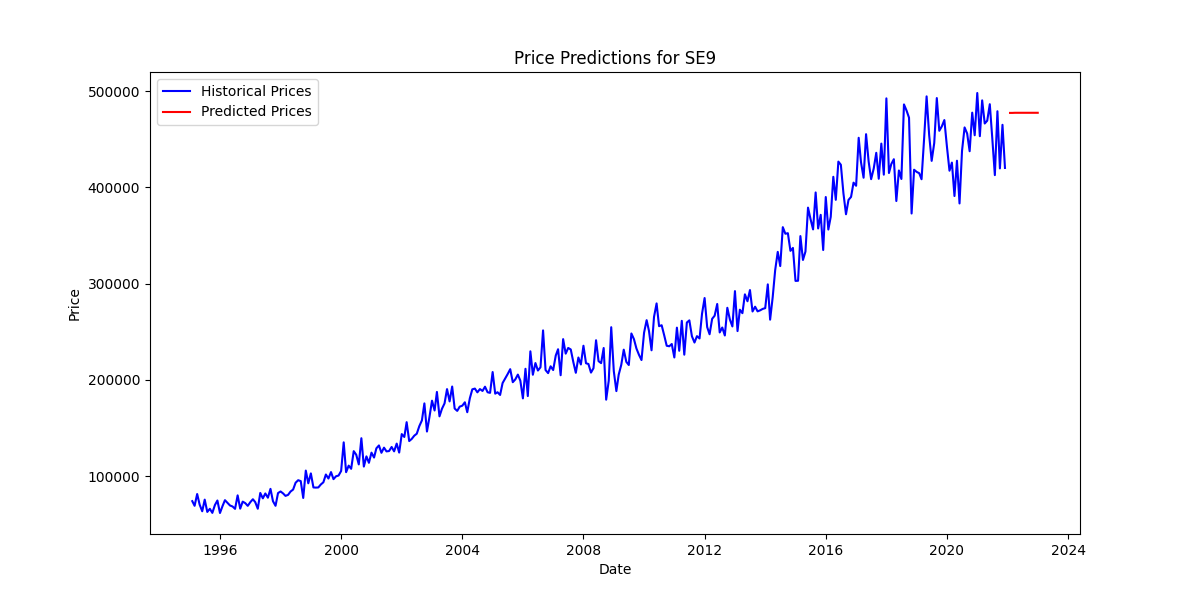 Price Predictions for SE9
Historical Prices
Predicted Prices
500000
400000
300000
200000
100000
Price
1996 2000 2004 2008 2012 2016 2020 2024
Date